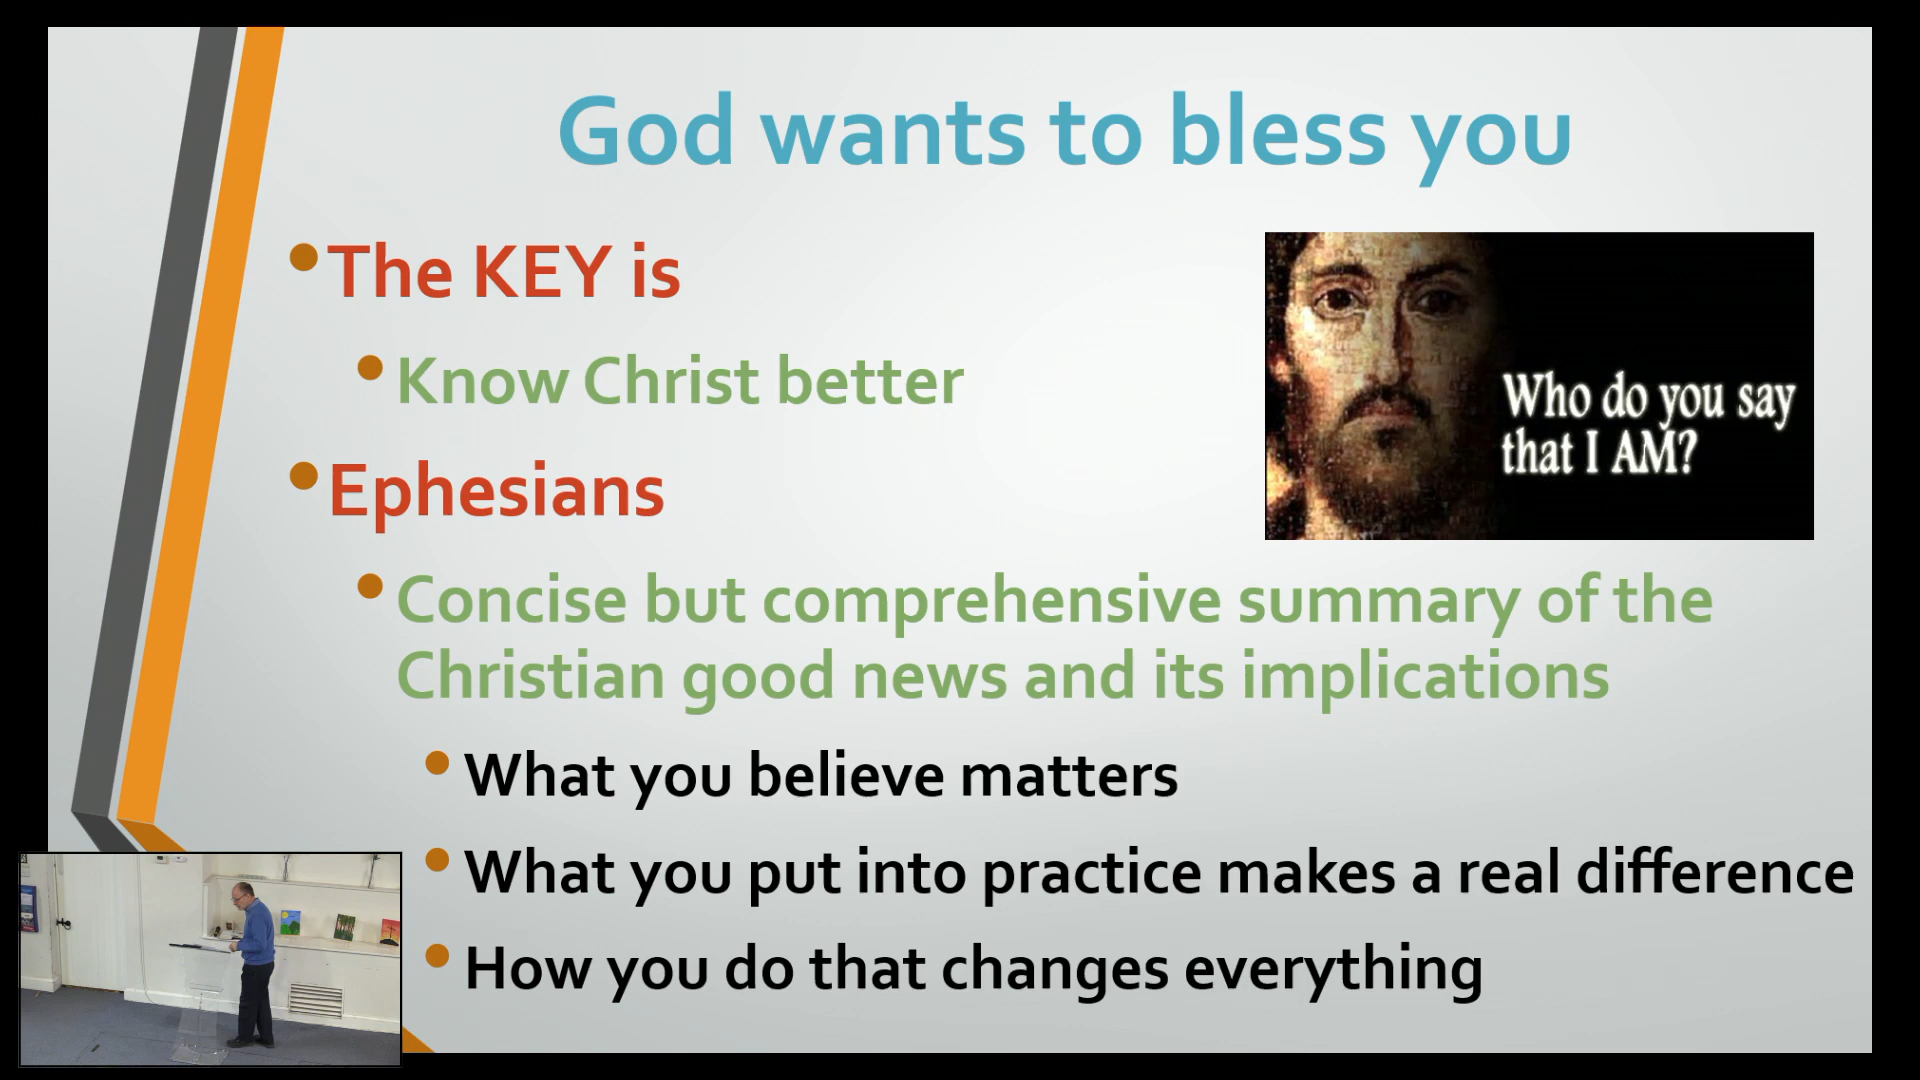 God wants to bless you
The KEY is
Know Christ better
Who do you say
that I AM?
Ephesians
Concise but comprehensive summary of the
Christian good news and its implications
What you believe matters
What you put into practice makes a real difference
How you do that changes everything